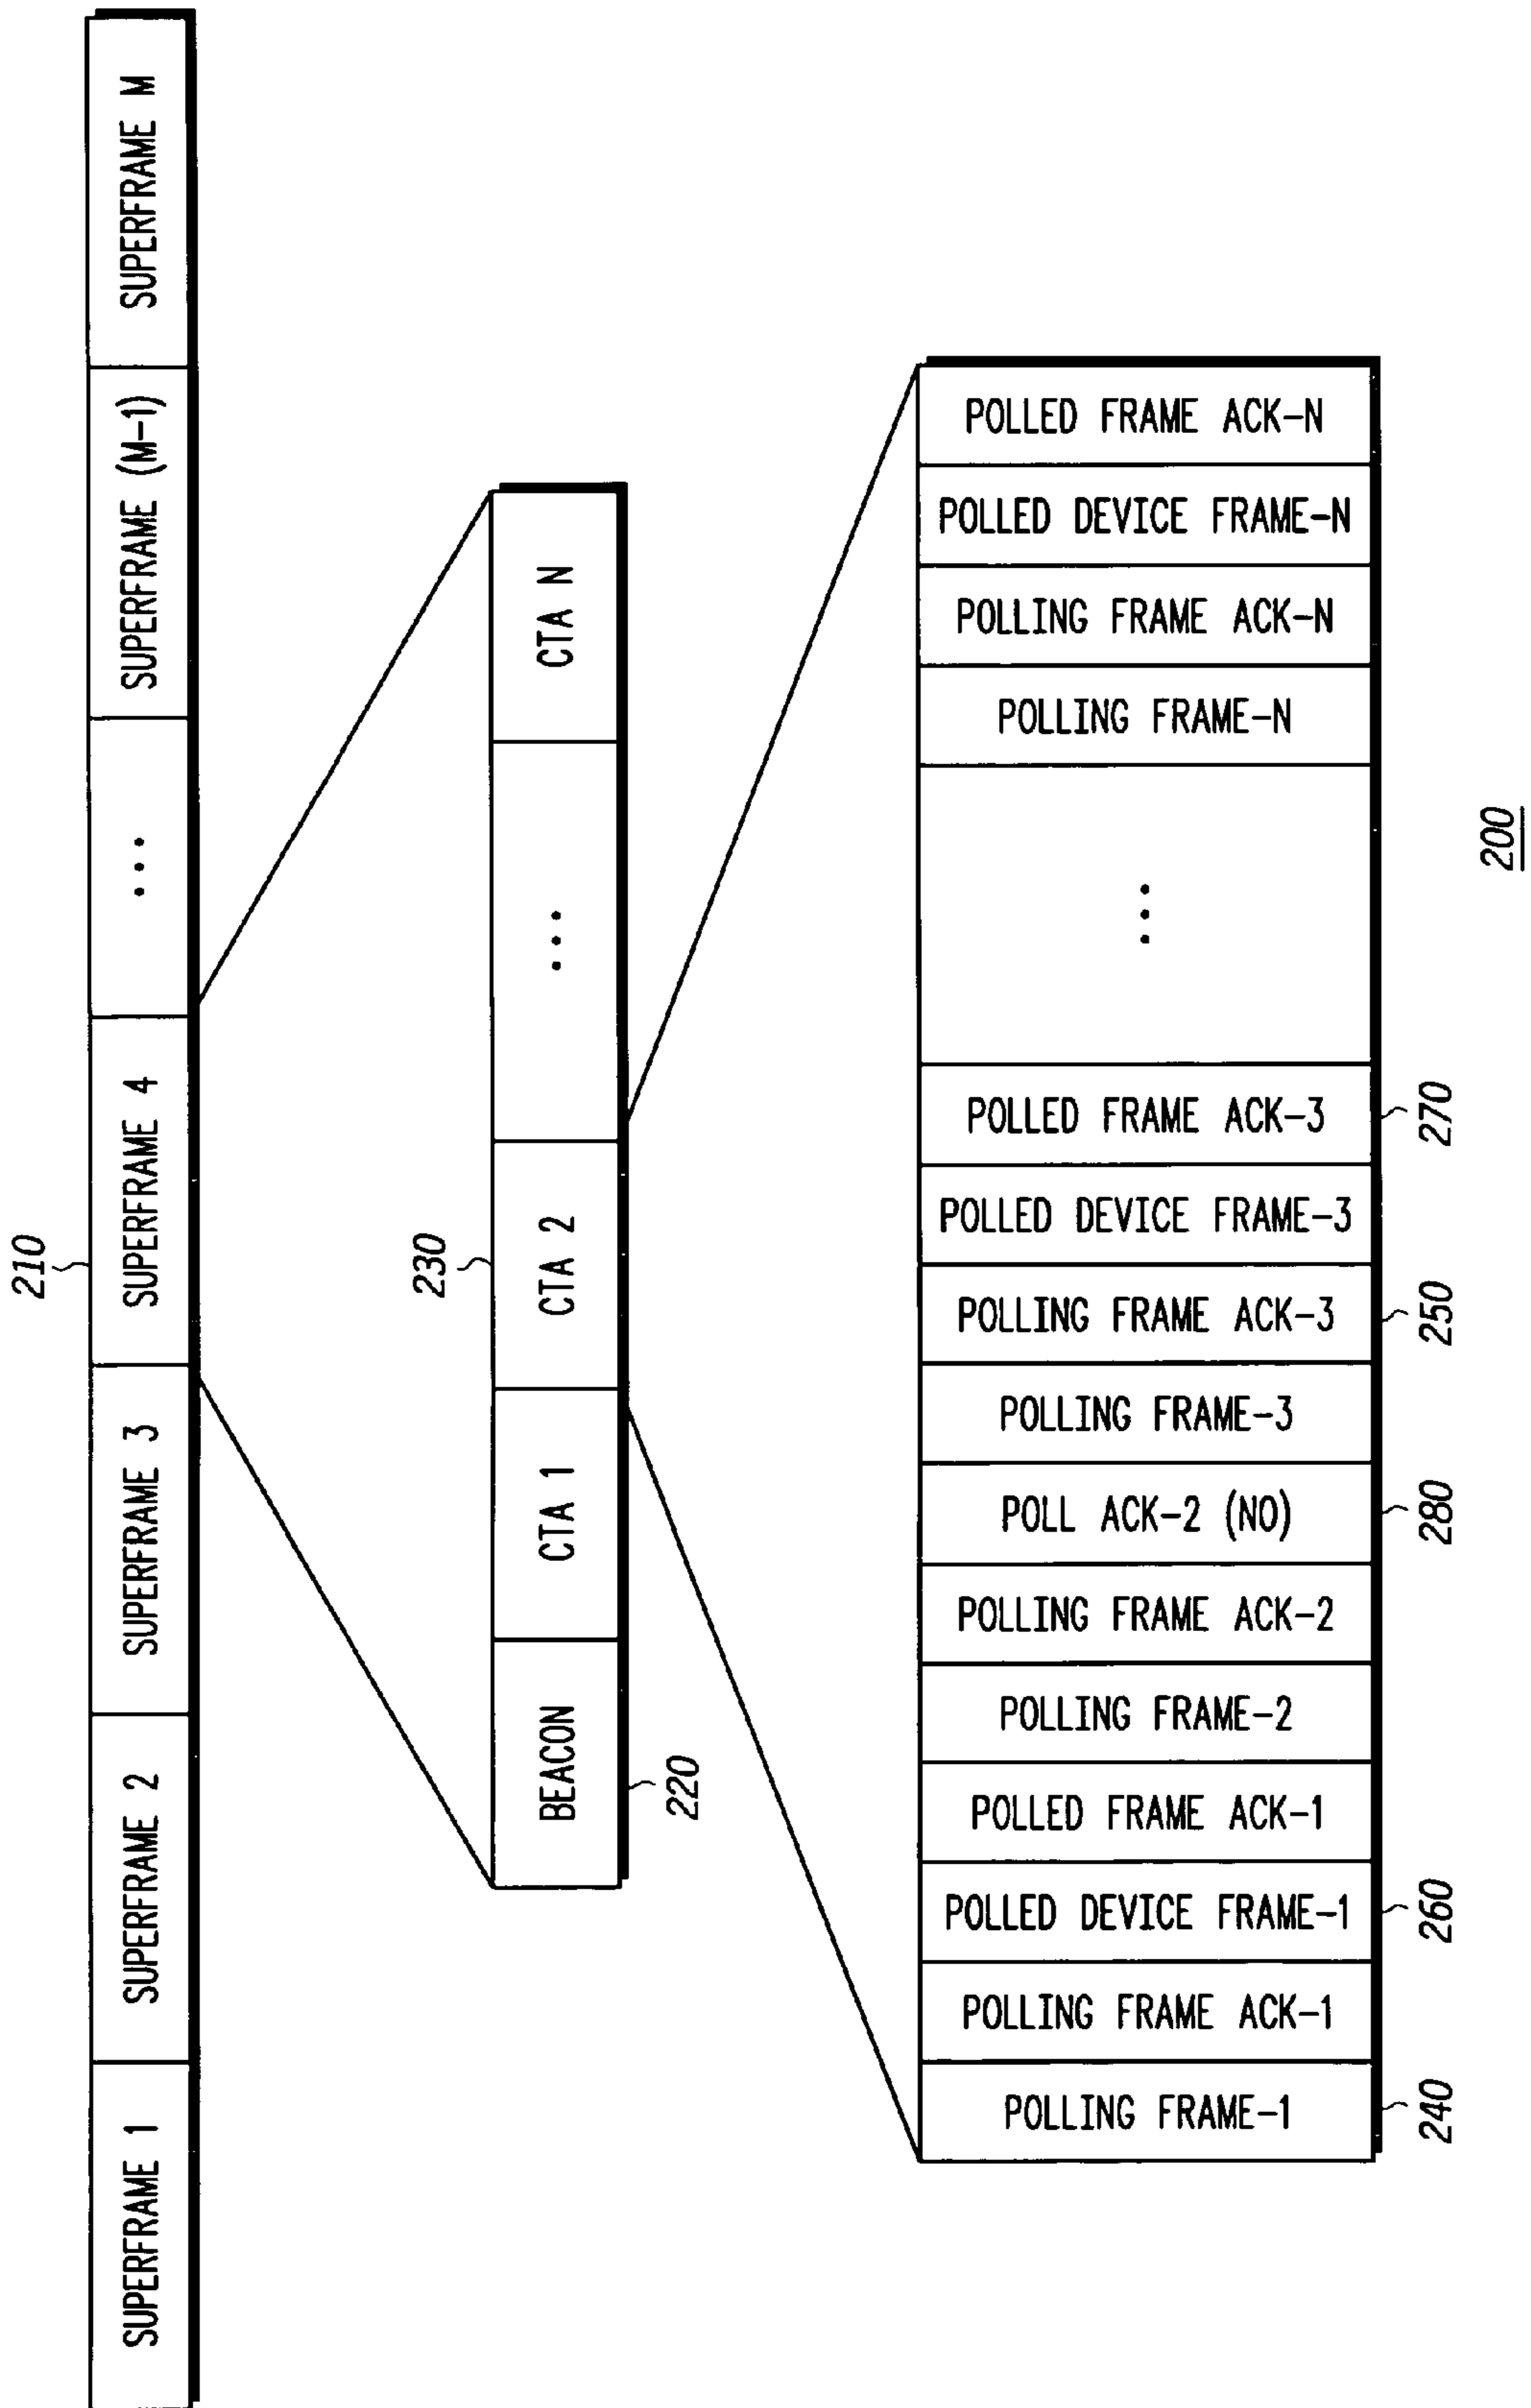 210
SUPERFRAME 1
SUPERFRAME 2
SUPERFRAME 3
SUPERFRAME 4
...
SUPERFRAME (M-1)
SUPERFRAME M
230
BEACON
CTA 1
CTA 2
...
CTA N
220
POLLING FRAME-1
POLLING FRAME ACK-1
POLLED DEVICE FRAME-1
POLLED FRAME ACK-1
POLLING FRAME-2
POLLING FRAME ACK-2
POLL ACK-2 (NO)
POLLING FRAME-3
POLLING FRAME ACK-3
POLLED DEVICE FRAME-3
POLLED FRAME ACK-3
...
POLLING FRAME-N
POLLING FRAME ACK-N
POLLED DEVICE FRAME-N
POLLED FRAME ACK-N
240
260
280
250
270
200